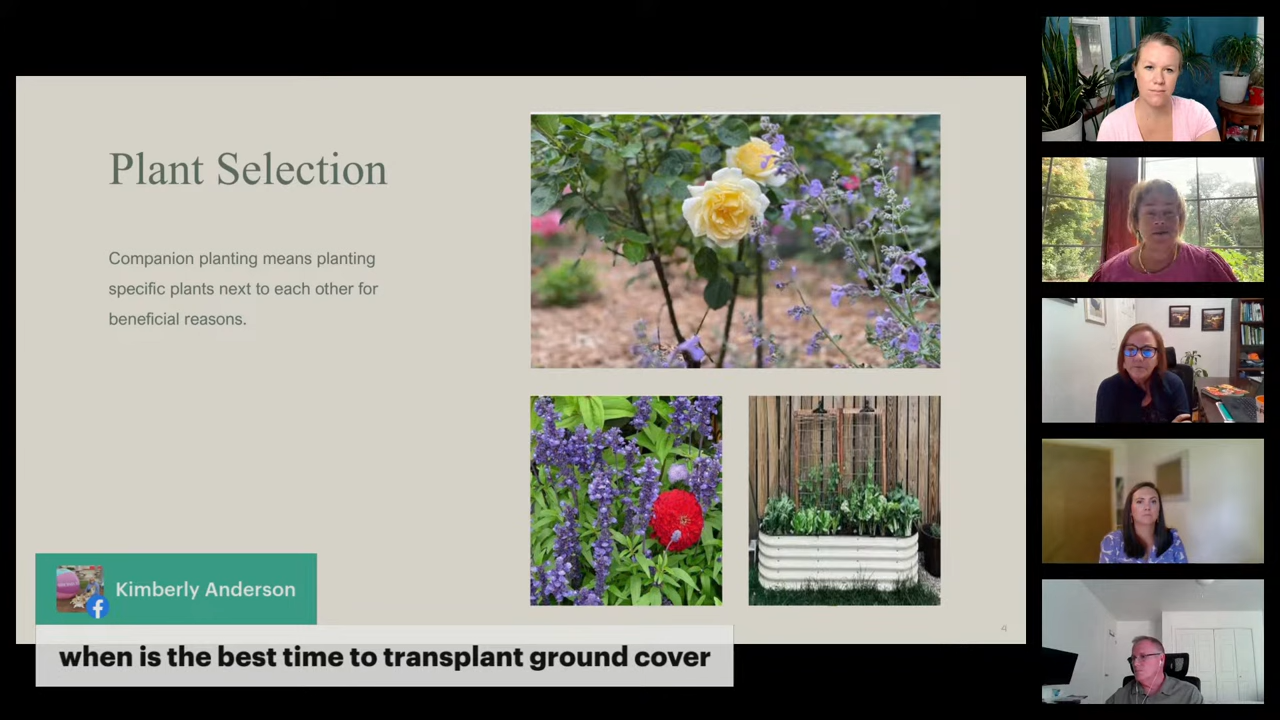 Plant Selection
Companion planting means planting
specific plants next to each other for
beneficial reasons.
4
Kimberly Anderson
when is the best time to transplant ground cover